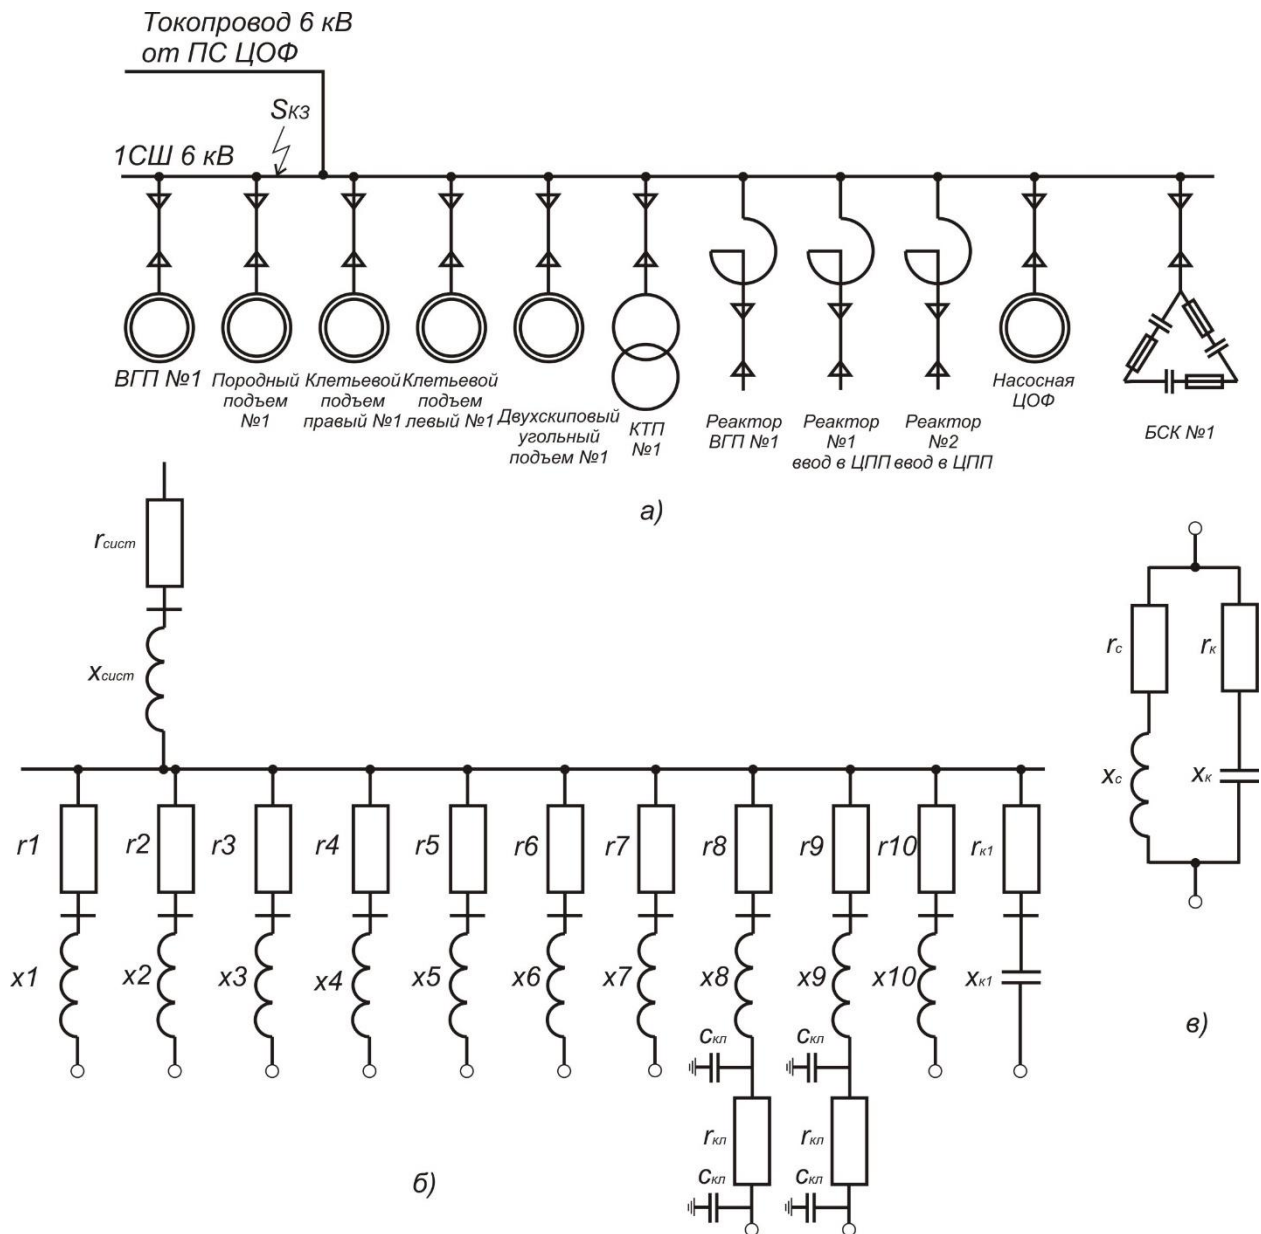 Токопровод 6 кВ
от ПС ЦОФ
Sкз
1СШ 6 кВ
ВГП №1
Породный
подъем
№1
Клетьевой
подъем
правый №1
Клетьевой
подъем
левый №1
Двухскиповый
угольный
подъем №1
КТП
№1
Реактор
ВГП №1
Реактор
№1
ввод в ЦПП
Реактор
№2
ввод в ЦПП
Насосная
ЦОФ
БСК №1
а)
rсист
xсист
r1
r2
r3
r4
r5
r6
r7
r8
r9
r10
rк1
x1
x2
x3
x4
x5
x6
x7
x8
x9
x10
xк1
cкл
cкл
rкл
rкл
cкл
cкл
б)
rс
rк
xс
xк
в)